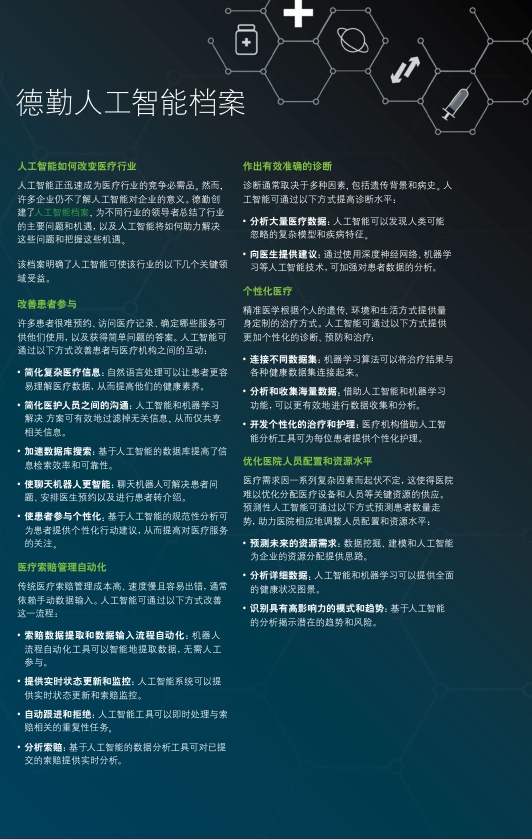 德勤人工智能档案
人工智能如何改变医疗行业
人工智能正迅速成为医疗行业的竞争必需品。然而，
许多企业仍不了解人工智能对企业的意义。德勤创
建了人工智能档案，为不同行业的领导者总结了行业
的主要问题和机遇，以及人工智能将如何助力解决
这些问题和把握这些机遇。
该档案明确了人工智能可使该行业的以下几个关键领
域受益。
改善患者参与
许多患者很难预约、访问医疗记录、确定哪些服务可
供他们使用，以及获得简单问题的答案。人工智能可
通过以下方式改善患者与医疗机构之间的互动：
• 简化复杂医疗信息：自然语言处理可以让患者更容
易理解医疗数据，从而提高他们的健康素养。
• 简化医护人员之间的沟通：人工智能和机器学习
解决 方案可有效地过滤掉无关信息，从而仅共享
相关信息。
• 加速数据库搜索：基于人工智能的数据库提高了信
息检索效率和可靠性。
• 使聊天机器人更智能：聊天机器人可解决患者问
题、安排医生预约以及进行患者转介绍。
• 使患者参与个性化：基于人工智能的规范性分析可
为患者提供个性化行动建议，从而提高对医疗服务
的关注。
医疗索赔管理自动化
传统医疗索赔管理成本高、速度慢且容易出错，通常
依赖手动数据输入。人工智能可通过以下方式改善
这一流程：
• 索赔数据提取和数据输入流程自动化：机器人
流程自动化工具可以智能地提取数据，无需人工
参与。
• 提供实时状态更新和监控：人工智能系统可以提
供实时状态更新和索赔监控。
• 自动跟进和拒绝：人工智能工具可以即时处理与索
赔相关的重复性任务。
• 分析索赔：基于人工智能的数据分析工具可对已提
交的索赔提供实时分析。
作出有效准确的诊断
诊断通常取决于多种因素，包括遗传背景和病史。人
工智能可通过以下方式提高诊断水平：
• 分析大量医疗数据：人工智能可以发现人类可能
忽略的复杂模型和疾病特征。
• 向医生提供建议：通过使用深度神经网络、机器学
习等人工智能技术，可加强对患者数据的分析。
个性化医疗
精准医学根据个人的遗传、环境和生活方式提供量
身定制的治疗方式。人工智能可通过以下方式提供
更加个性化的诊断、预防和治疗：
• 连接不同数据集：机器学习算法可以将治疗结果与
各种健康数据集连接起来。
• 分析和收集海量数据：借助人工智能和机器学习
功能，可以更有效地进行数据收集和分析。
• 开发个性化的治疗和护理：医疗机构借助人工智
能分析工具可为每位患者提供个性化护理。
优化医院人员配置和资源水平
医疗需求因一系列复杂因素而起伏不定，这使得医院
难以优化分配医疗设备和人员等关键资源的供应。
预测性人工智能可通过以下方式预测患者数量走
势，助力医院相应地调整人员配置和资源水平：
• 预测未来的资源需求：数据挖掘、建模和人工智能
为企业的资源分配提供思路。
• 分析详细数据：人工智能和机器学习可以提供全面
的健康状况图景。
• 识别具有高影响力的模式和趋势：基于人工智能
的分析揭示潜在的趋势和风险。